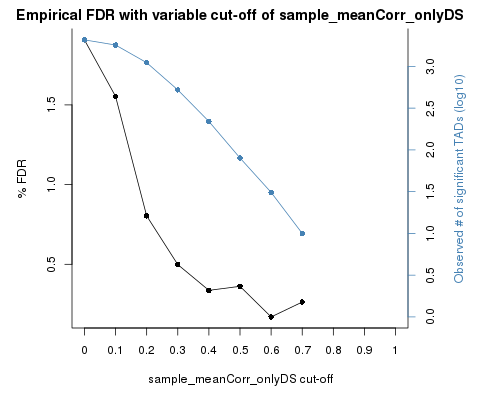 Empirical FDR with variable cut-off of sample_meanCorr_onlyDS
% FDR
1.5
1.0
0.5
3.0
2.5
2.0
1.5
1.0
0.5
0.0
Observed # of significant TADs (log10)
0 0.1 0.2 0.3 0.4 0.5 0.6 0.7 0.8 0.9 1
sample_meanCorr_onlyDS cut-off